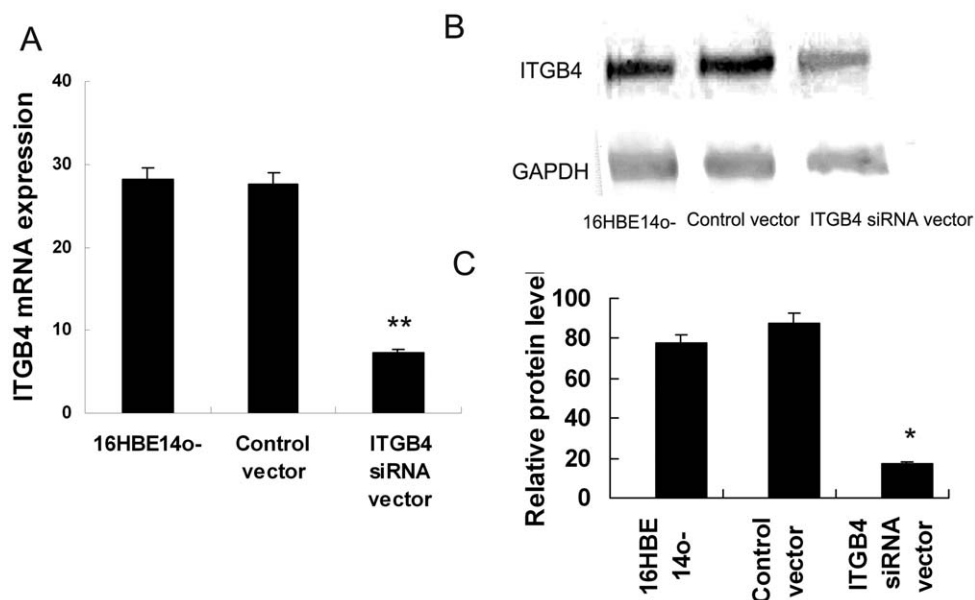 A
ITGB4 mRNA expression
40
30
20
10
0
**
16HBE14o-
Control
vector
ITGB4
siRNA
vector
B
ITGB4
GAPDH
16HBE14o-
Control vector
ITGB4 siRNA vector
C
Relative protein level
100
80
60
40
20
0
*
16HBE
14o-
Control
vector
ITGB4
siRNA
vector